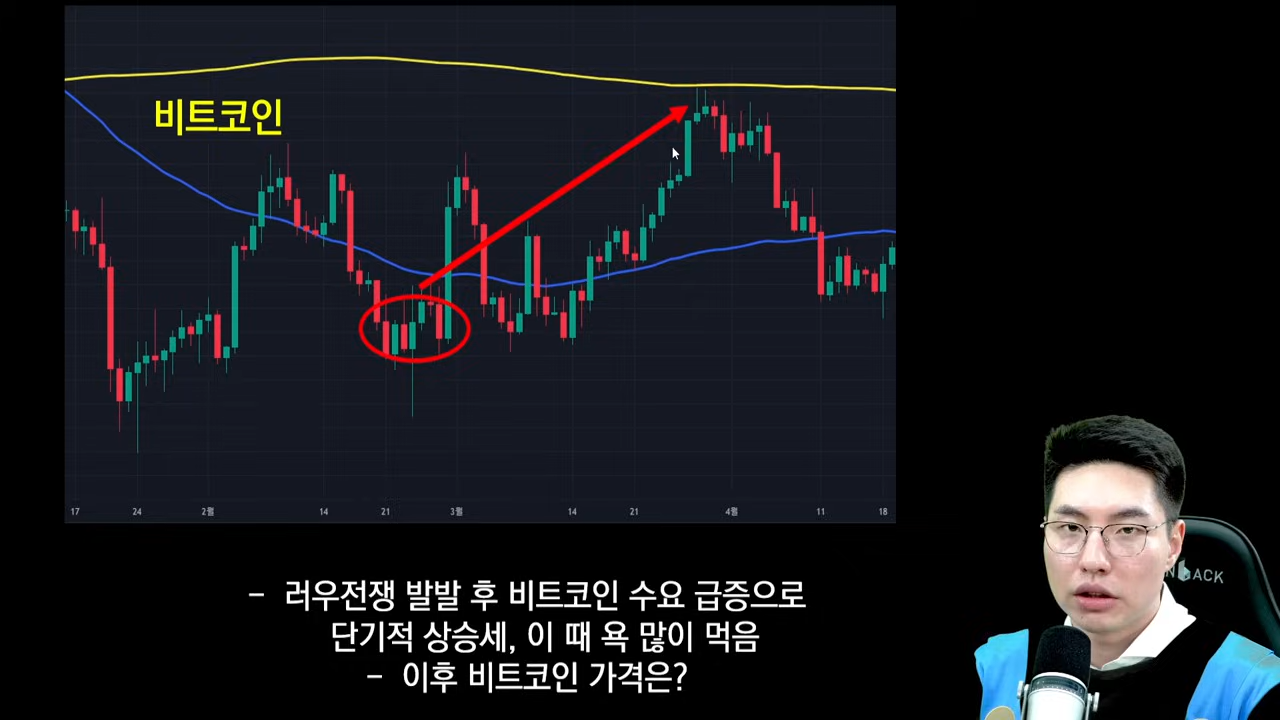 비트코인
17 24 2월 14 21 3월 14 21 4월 11 18
ACK
- 러우전쟁 발발 후 비트코인 수요 급증으로
단기적 상승세, 이 때 욕 많이 먹음
- 이후 비트코인 가격은?